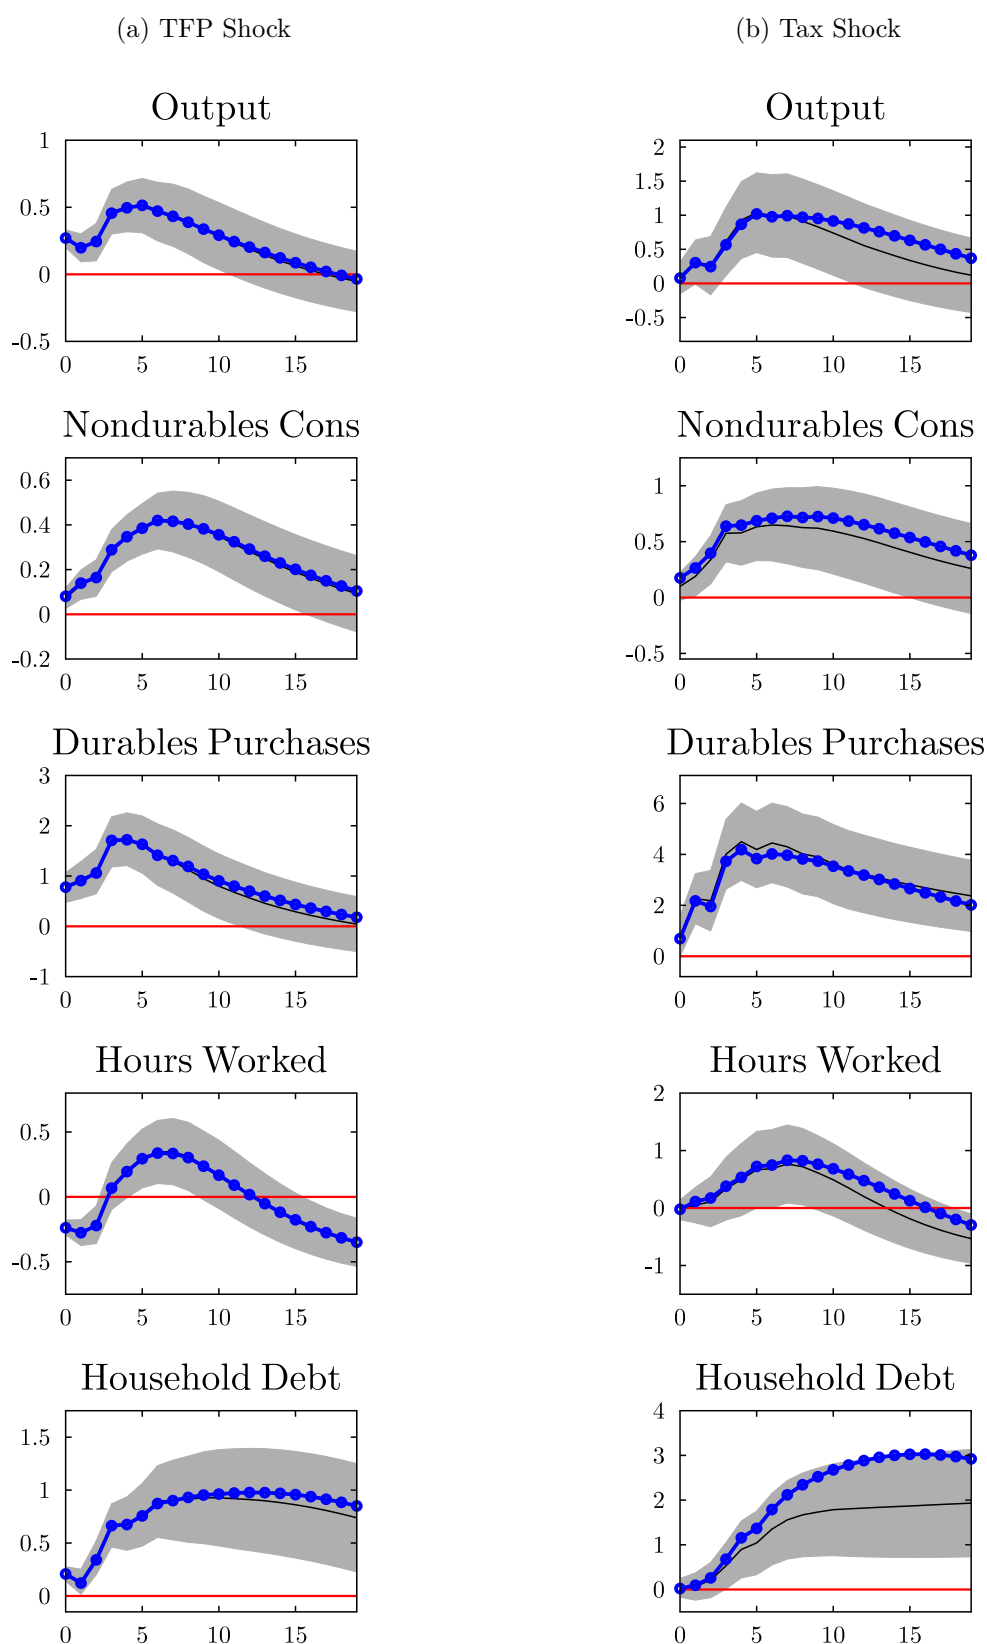 (a) TFP Shock
(b) Tax Shock
Output
Output
1
0.5
0
-0.5
0 5 10 15
2
1.5
1
0.5
0
-0.5
0 5 10 15
Nondurables Cons
Nondurables Cons
0.6
0.4
0.2
0
-0.2
0 5 10 15
1
0.5
0
-0.5
0 5 10 15
Durables Purchases
Durables Purchases
3
2
1
0
-1
0 5 10 15
6
4
2
0
0 5 10 15
Hours Worked
Hours Worked
0.5
0
-0.5
0 5 10 15
2
1
0
-1
0 5 10 15
Household Debt
Household Debt
1.5
1
0.5
0
0 5 10 15
4
3
2
1
0
0 5 10 15